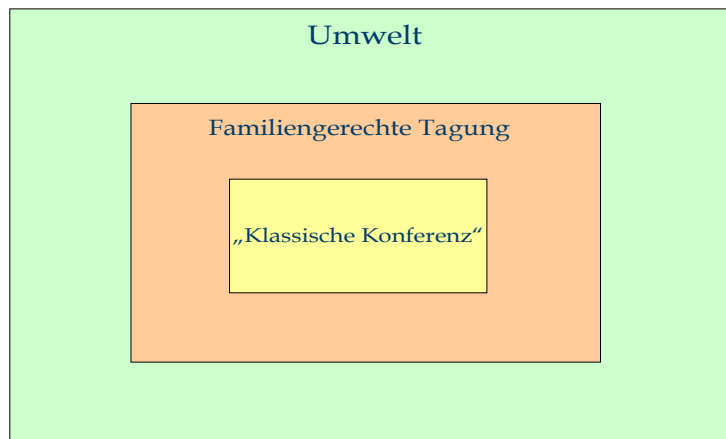 Umwelt
Familiengerechte Tagung
„Klassische Konferenz“